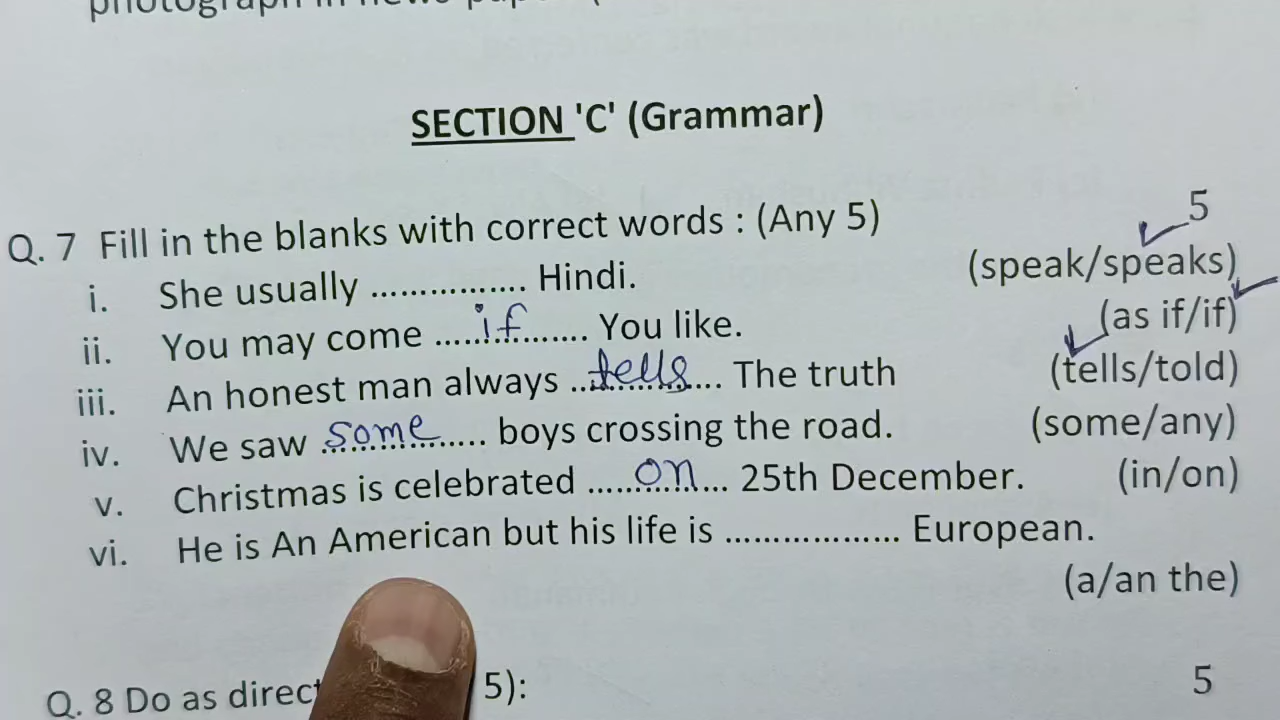 SECTION 'C' (Grammar)
5
Q. 7 Fill in the blanks with correct words : (Any 5)
i. She usually ................ Hindi. (speak/speaks)
ii. You may come .....if........ You like. (as if/if)
iii. An honest man always ...tells.... The truth (tells/told)
iv. We saw some ..... boys crossing the road. (some/any)
v. Christmas is celebrated .....on... 25th December. (in/on)
vi. He is An American but his life is .................. European.
(a/an the)
Q. 8 Do as 5): 5